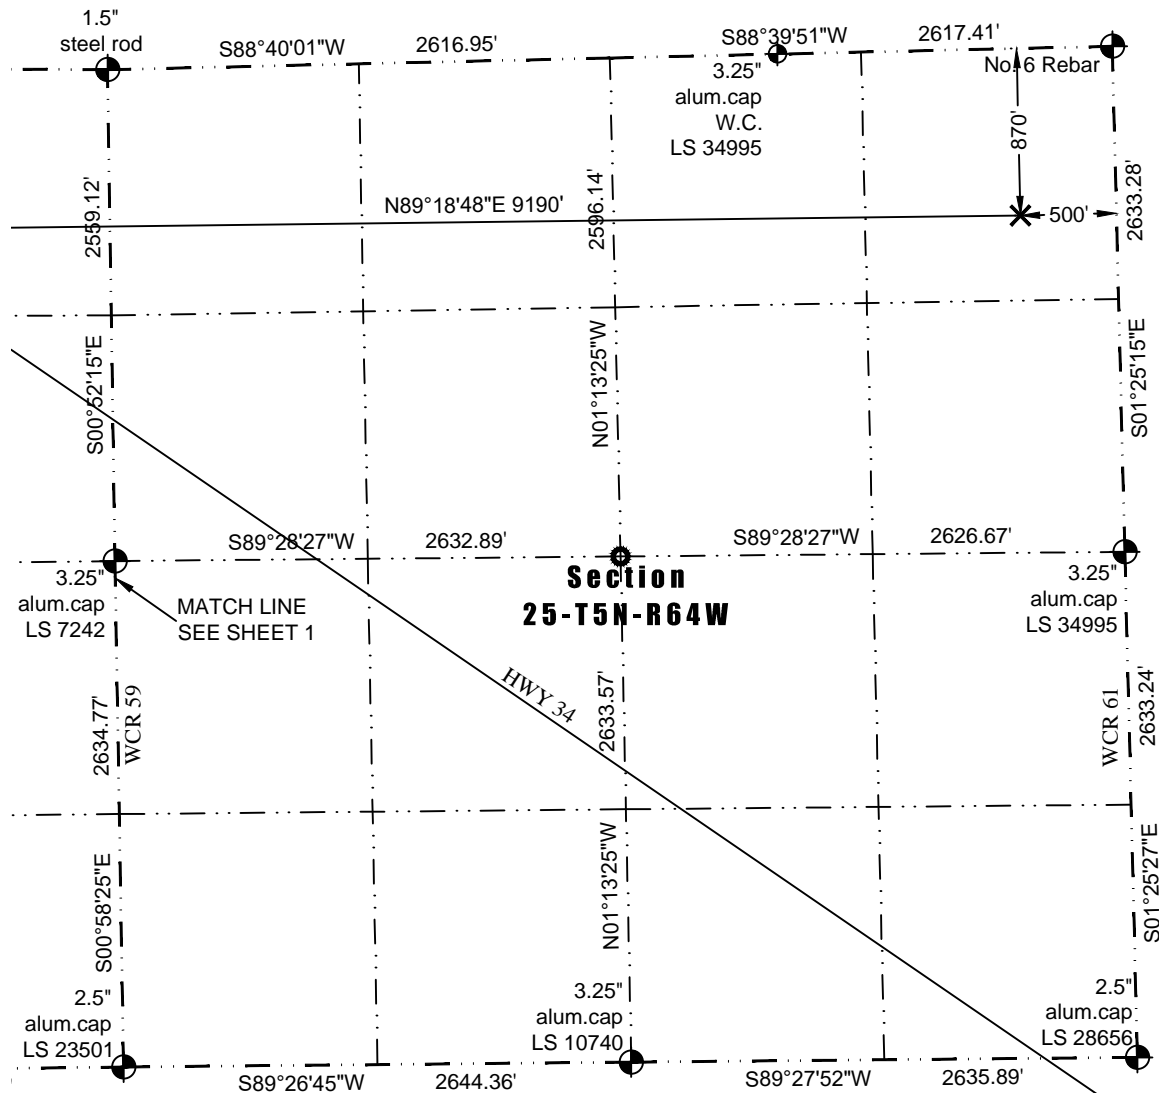 1.5"
steel rod
S88°40'01"W
2616.95'
S88°39'51"W
2617.41'
No. 6 Rebar
3.25"
alum.cap
W.C.
LS 34995
870'
500'
2559.12'
N89°18'48"E 9190'
2596.14'
2633.28'
S00°52'15"E
N01°13'25"W
S01°25'15"E
S89°28'27"W
2632.89'
S89°28'27"W
2626.67'
3.25"
alum.cap
LS 7242
MATCH LINE
SEE SHEET 1
Section
25-T5N-R64W
3.25"
alum.cap
LS 34995
HWY 34
2634.77'
WCR 59
2633.57'
WCR 61
2633.24'
S00°58'25"E
N01°13'25"W
S01°25'27"E
2.5"
alum.cap
LS 23501
3.25"
alum.cap
LS 10740
2.5"
alum.cap
LS 28656
S89°26'45"W
2644.36'
S89°27'52"W
2635.89'